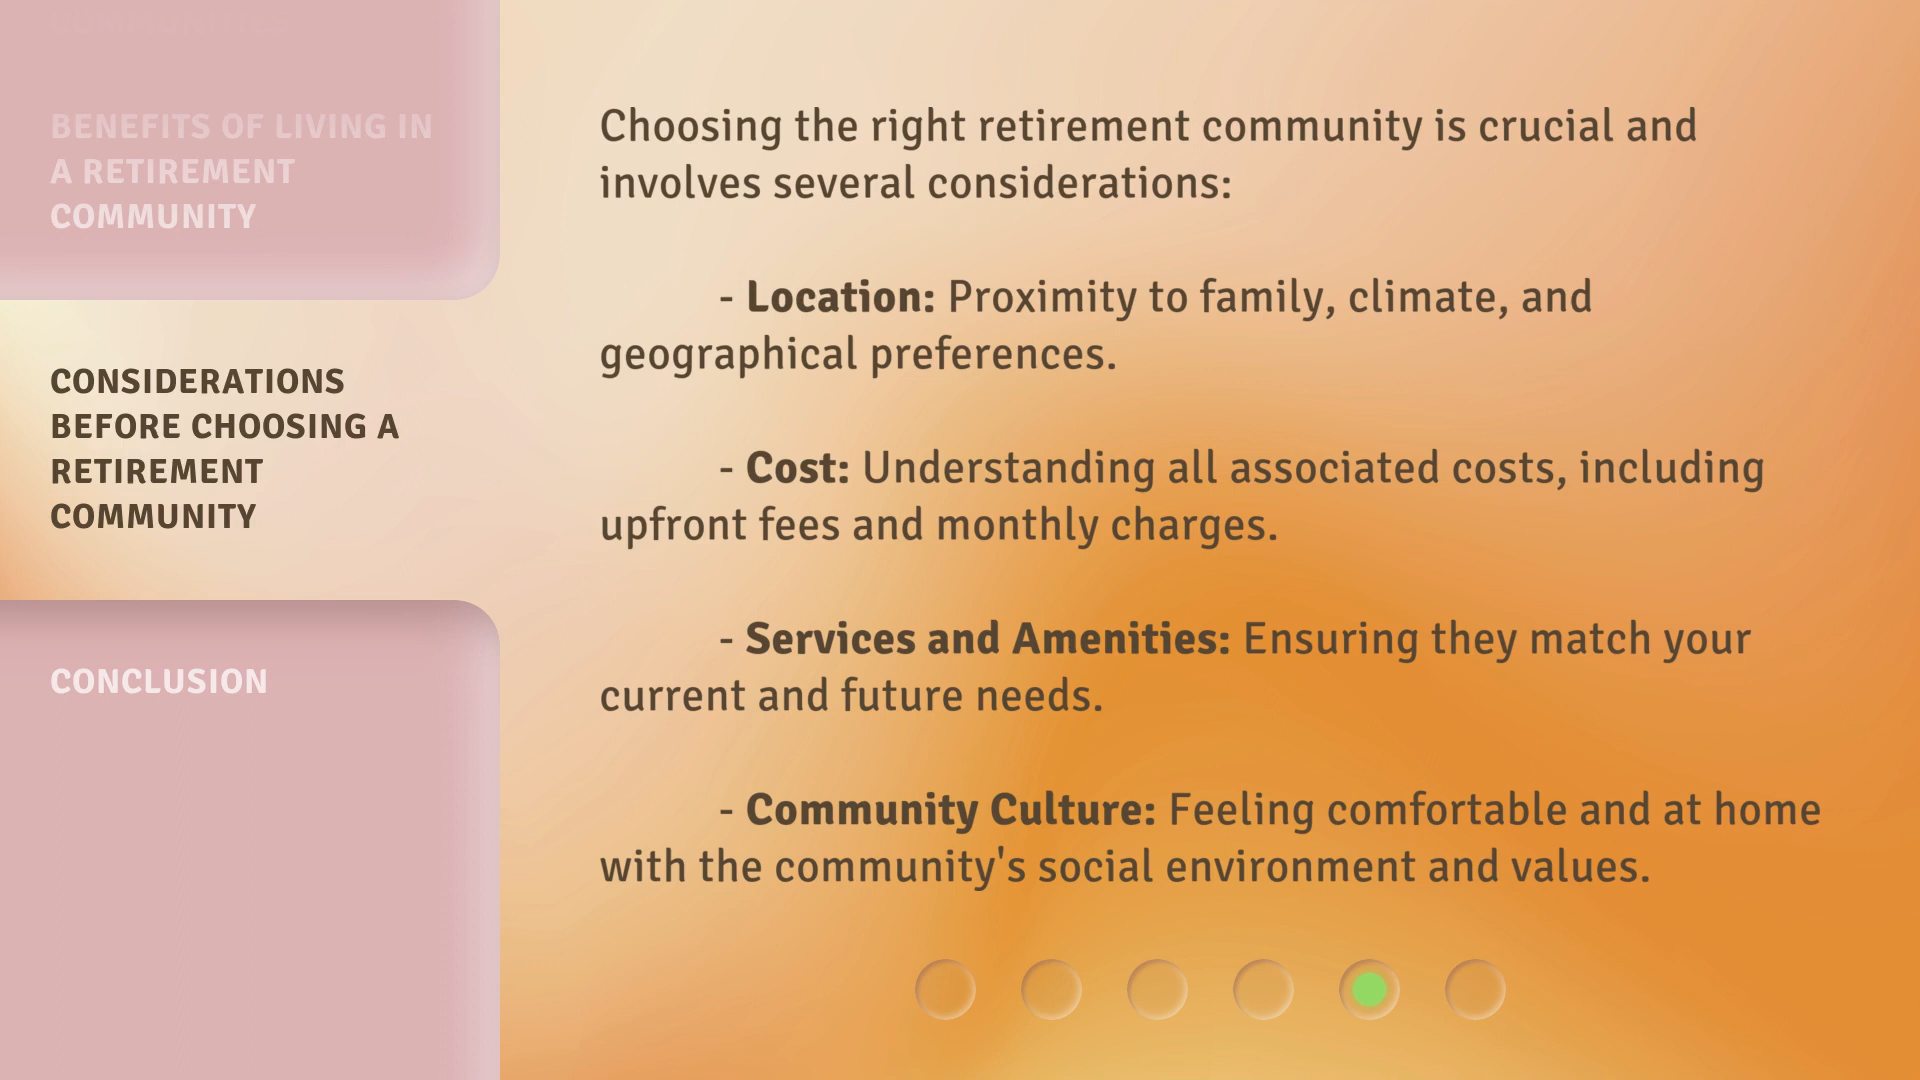 COMMUNITIES
BENEFITS OF LIVING IN
A RETIREMENT
COMMUNITY
CONSIDERATIONS
BEFORE CHOOSING A
RETIREMENT
COMMUNITY
CONCLUSION
Choosing the right retirement community is crucial and
involves several considerations:
- Location: Proximity to family, climate, and
geographical preferences.
- Cost: Understanding all associated costs, including
upfront fees and monthly charges.
- Services and Amenities: Ensuring they match your
current and future needs.
- Community Culture: Feeling comfortable and at home
with the community's social environment and values.